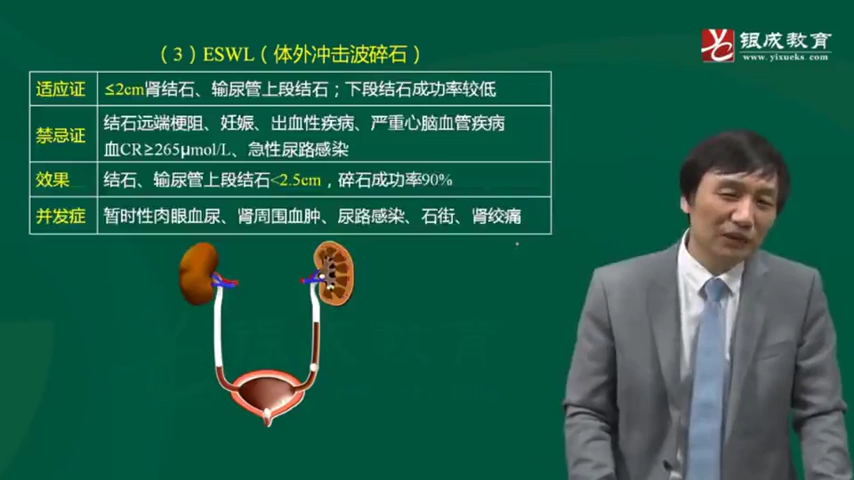 （3）ESWL（体外冲击波碎石）
银成教育
www.yixueks.com
适应证 ≤2cm肾结石、输尿管上段结石；下段结石成功率较低
禁忌证 结石远端梗阻、妊娠、出血性疾病、严重心脑血管疾病
血CR≥265μmol/L、急性尿路感染
效果 结石、输尿管上段结石<2.5cm，碎石成功率90%
并发症 暂时性肉眼血尿、肾周围血肿、尿路感染、石街、肾绞痛
银成教育